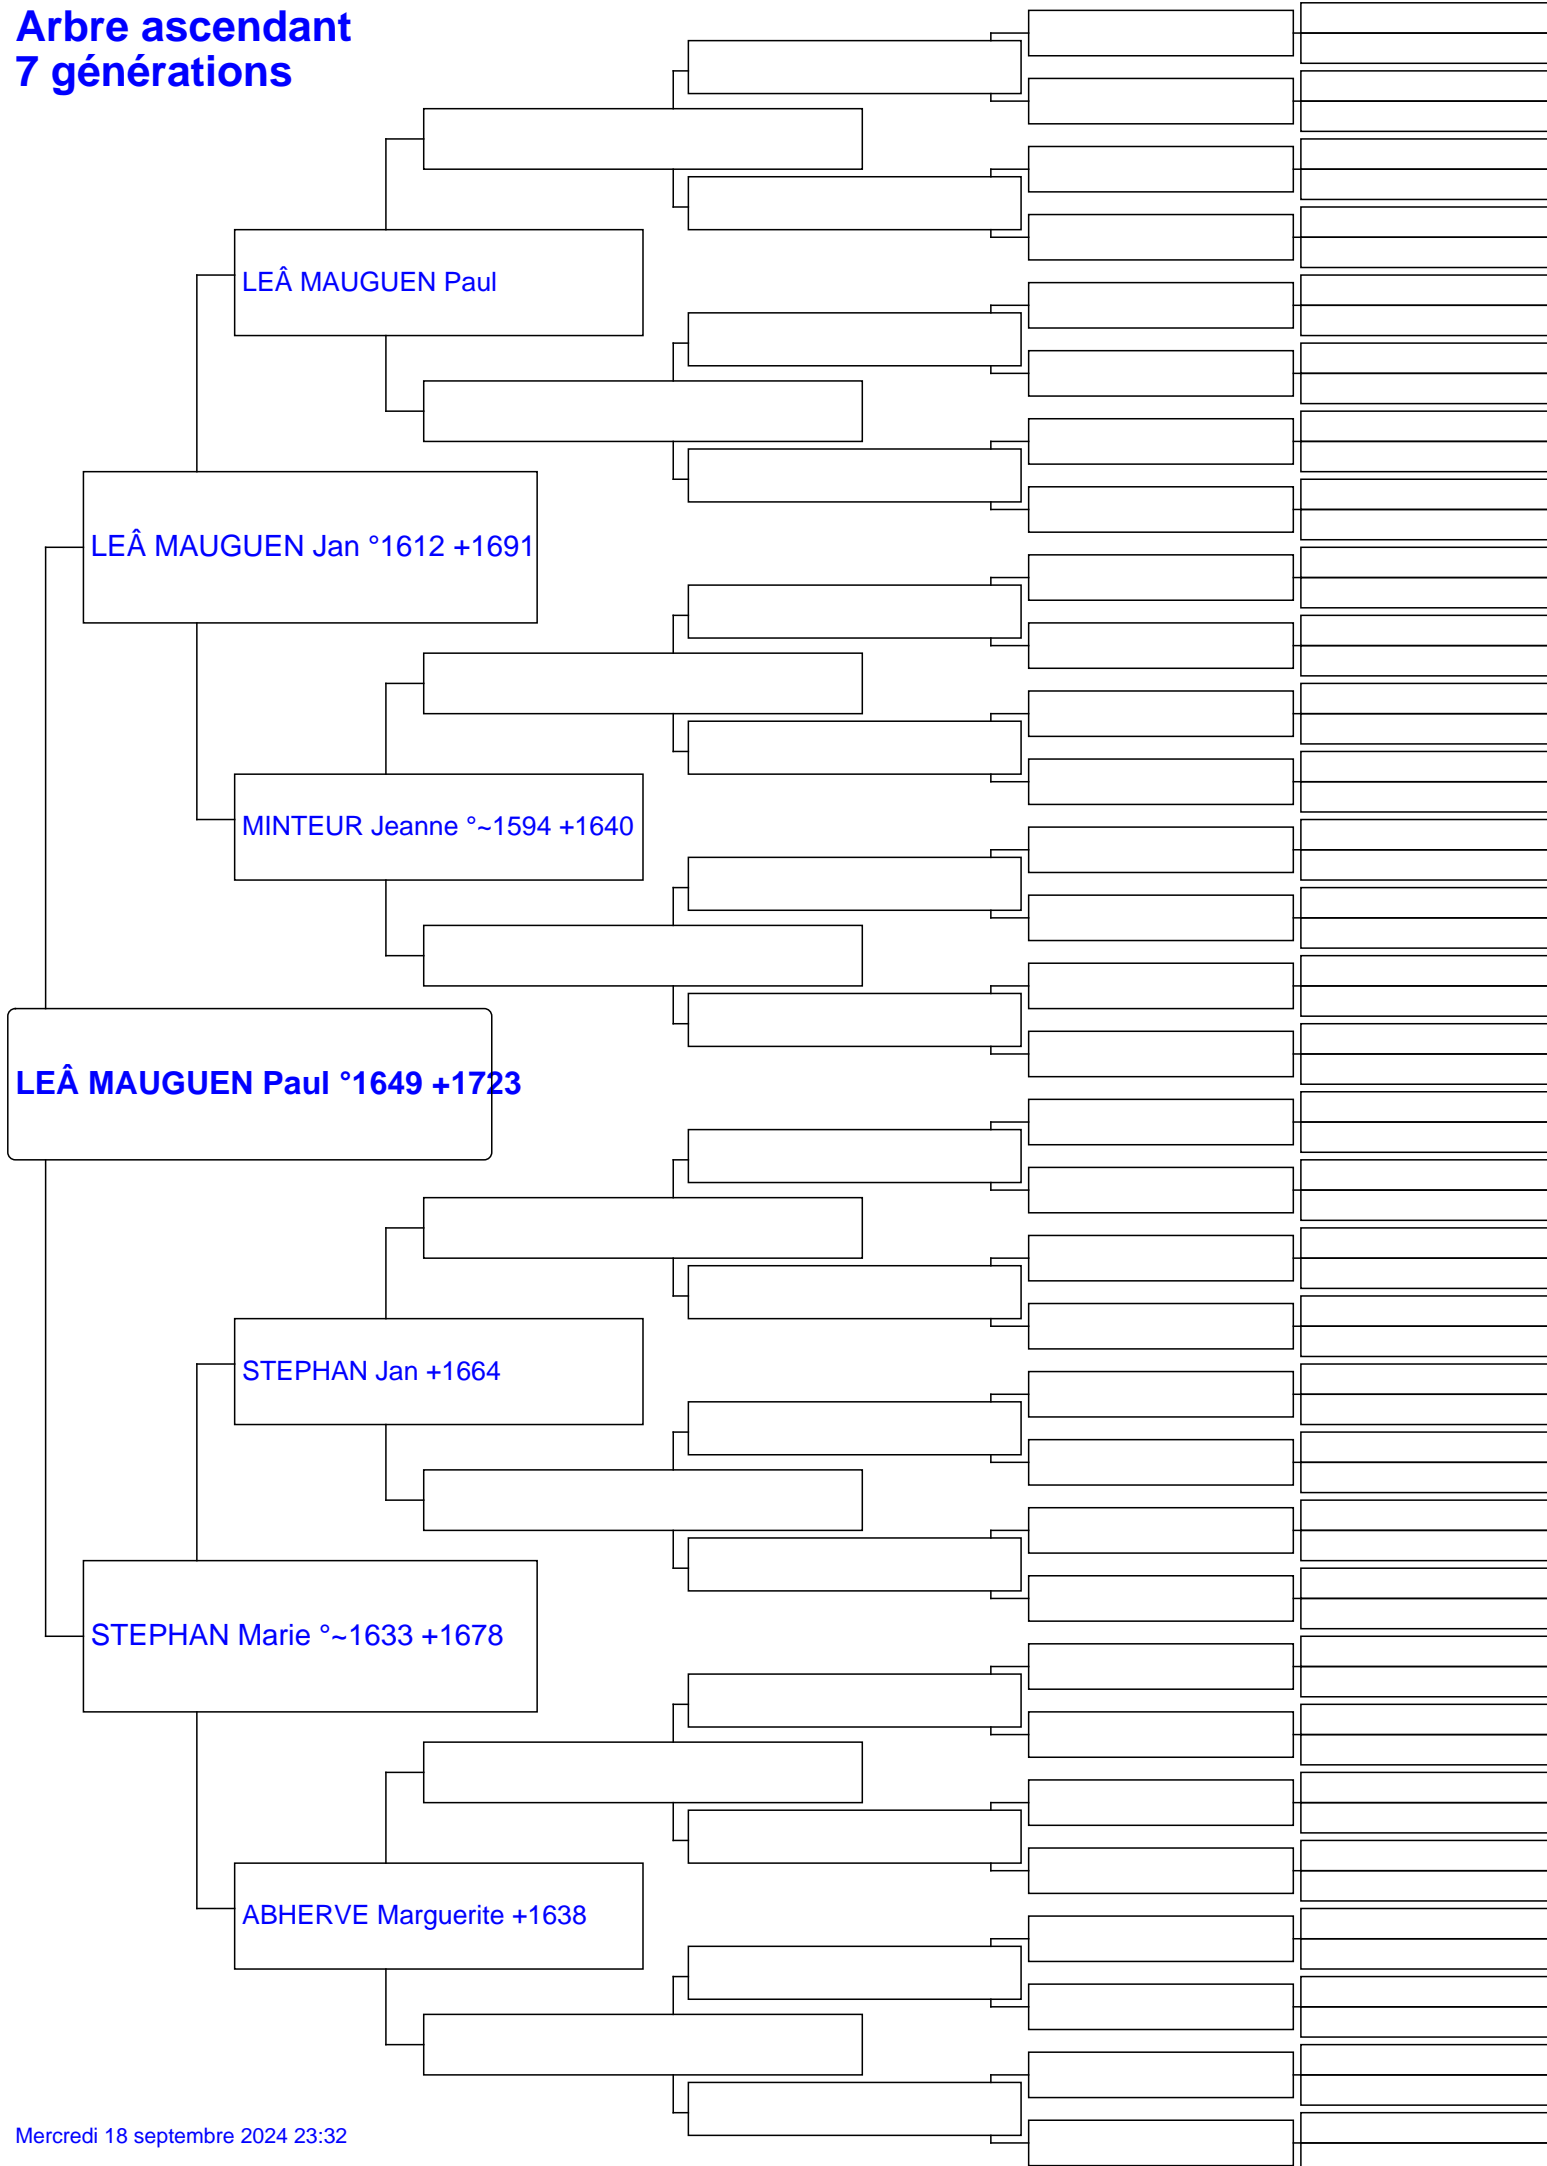 Arbre ascendant
7 générations
LEÂ MAUGUEN Paul
LEÂ MAUGUEN Jan °1612 +1691
MINTEUR Jeanne °~1594 +1640
LEÂ MAUGUEN Paul °1649 +1723
STEPHAN Jan +1664
STEPHAN Marie °~1633 +1678
ABHERVE Marguerite +1638
Mercredi 18 septembre 2024 23:32